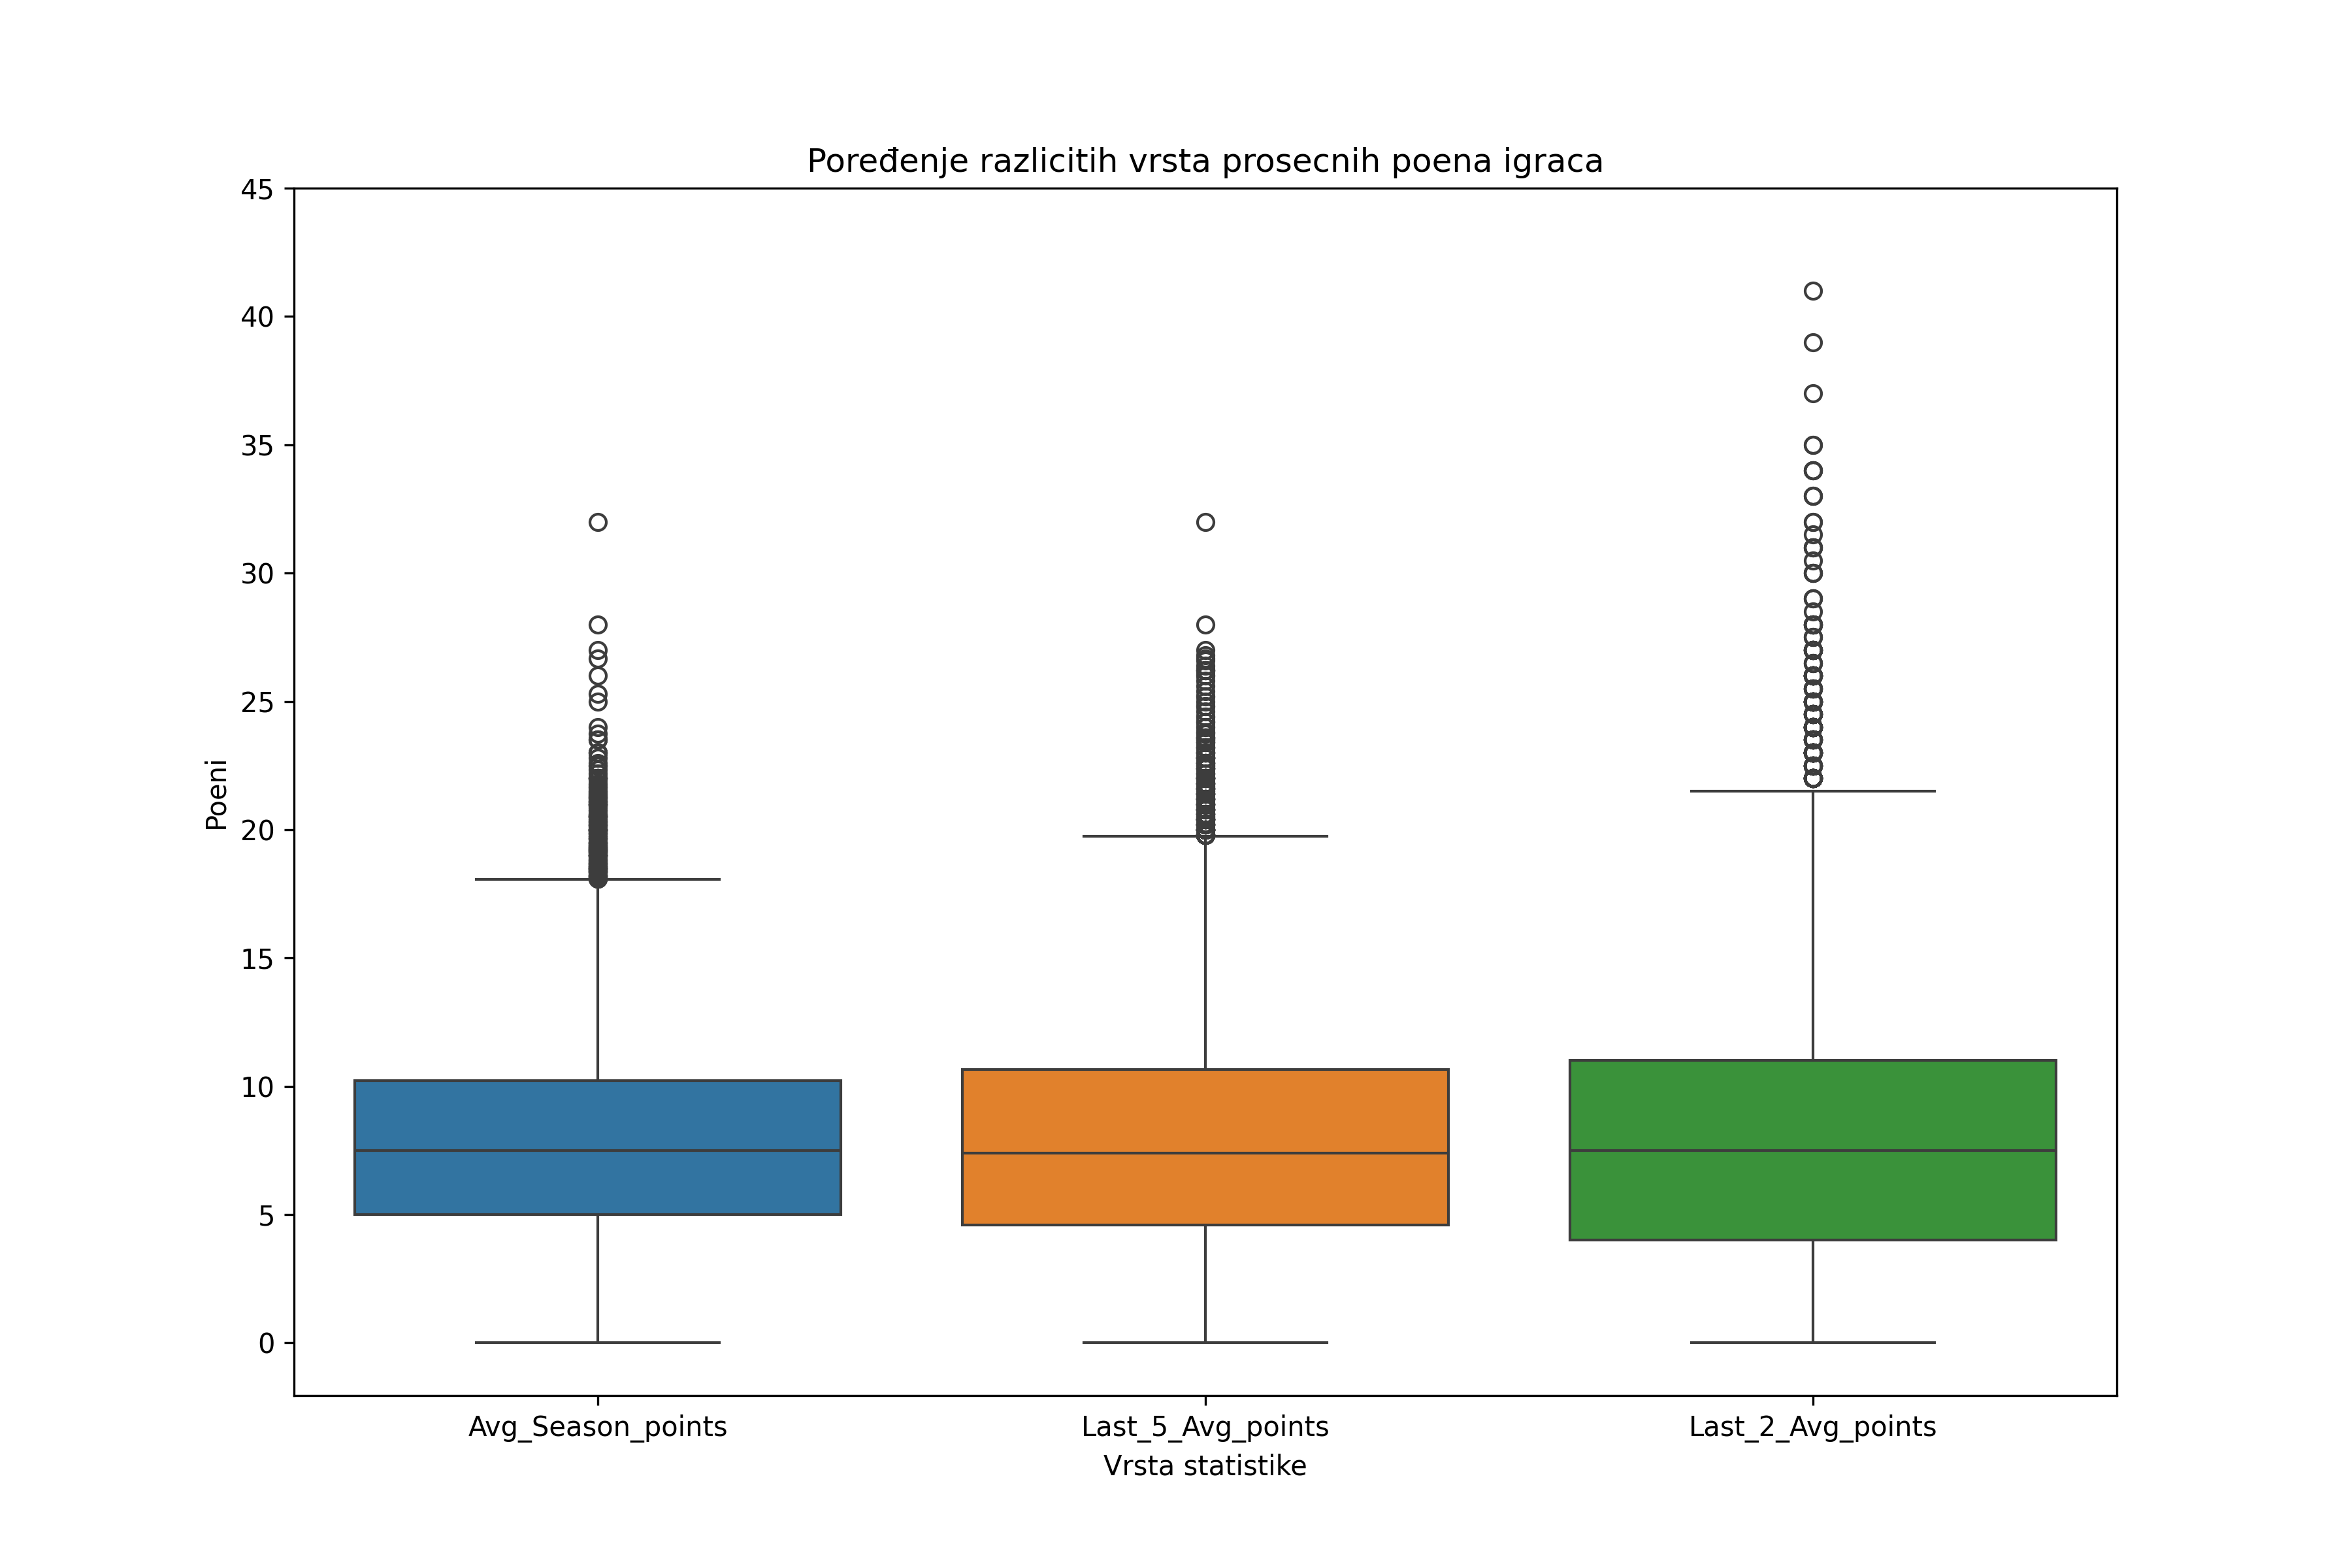 Poređenje razlicitih vrsta prosecnih poena igraca
45
40
35
30
25
20
15
10
5
0
Poeni
Avg_Season_points
Last_5_Avg_points
Last_2_Avg_points
Vrsta statistike